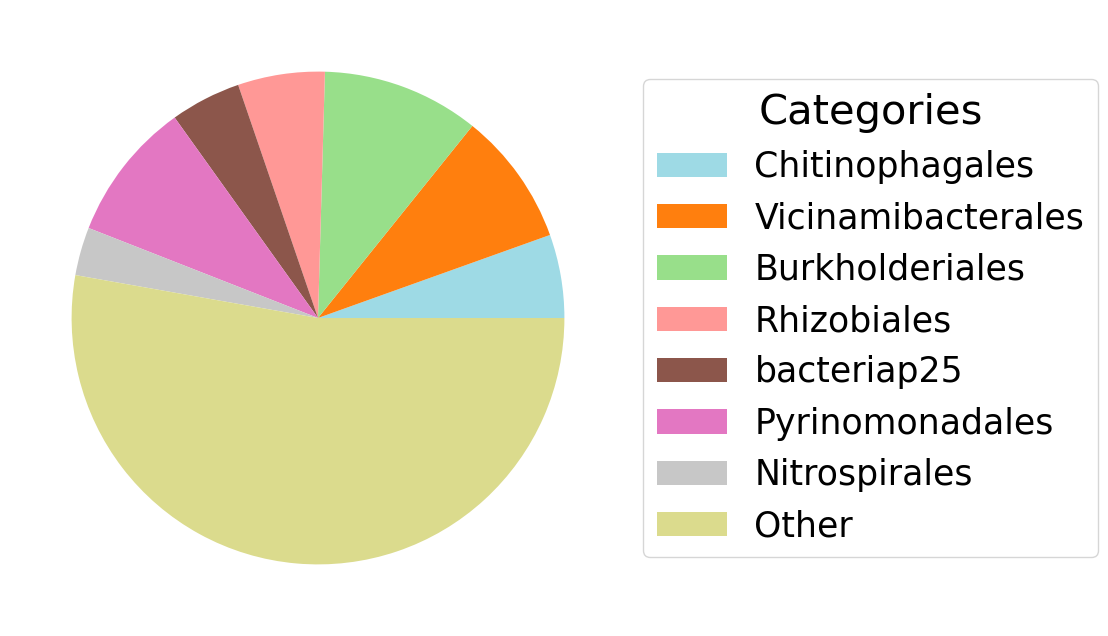 Categories
Chitinophagales
Vicinamibacterales
Burkholderiales
Rhizobiales
bacteriap25
Pyrinomonadales
Nitrospirales
Other